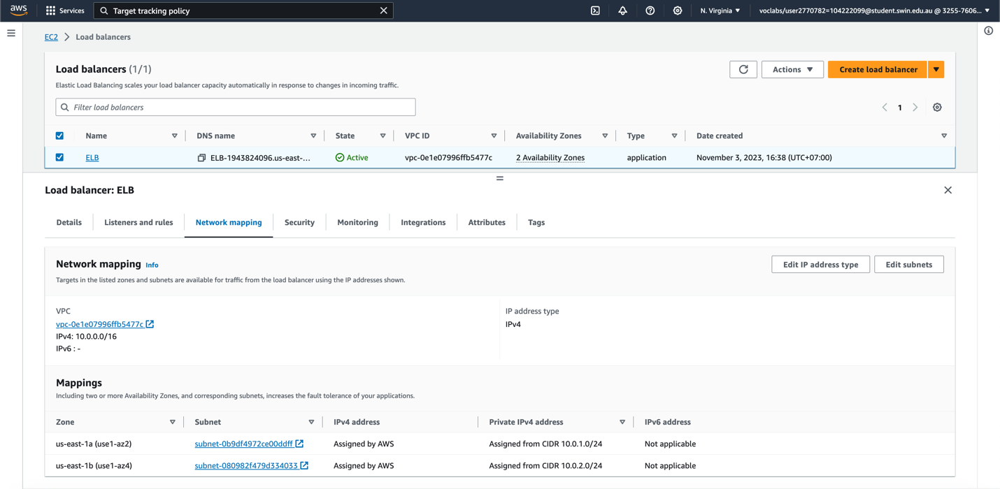 aws
Services
Target tracking policy
N. Virginia
voclabs/user2770782=104222099@student.swin.edu.au @ 3255-7606...
EC2 > Load balancers
Load balancers (1/1)
Actions
Create load balancer
Elastic Load Balancing scales your load balancer capacity automatically in response to changes in incoming traffic.
Filter load balancers
1
Name DNS name State VPC ID Availability Zones Type Date created
ELB ELB-1943824096.us-east-... Active vpc-0e1e07996ffb5477c 2 Availability Zones application November 3, 2023, 16:38 (UTC+07:00)
Load balancer: ELB
Details Listeners and rules Network mapping Security Monitoring Integrations Attributes Tags
Network mapping Info
Edit IP address type
Edit subnets
Targets in the listed zones and subnets are available for traffic from the load balancer using the IP addresses shown.
VPC
vpc-0e1e07996ffb5477c
IPv4: 10.0.0.0/16
IPv6 : -
IP address type
IPv4
Mappings
Including two or more Availability Zones, and corresponding subnets, increases the fault tolerance of your applications.
Zone Subnet IPv4 address Private IPv4 address IPv6 address
us-east-1a (use1-az2) subnet-0b9df4972ce00ddff Assigned by AWS Assigned from CIDR 10.0.1.0/24 Not applicable
us-east-1b (use1-az4) subnet-080982f479d334033 Assigned by AWS Assigned from CIDR 10.0.2.0/24 Not applicable